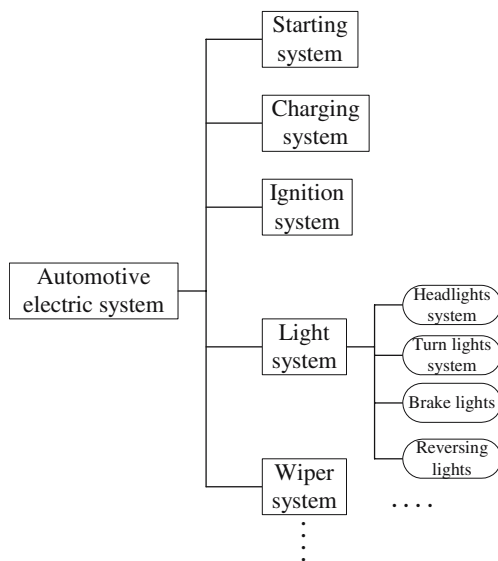 Starting
system
Charging
system
Ignition
system
Automotive
electric system
Light
system
Headlights
system
Turn lights
system
Brake lights
Reversing
lights
Wiper
system